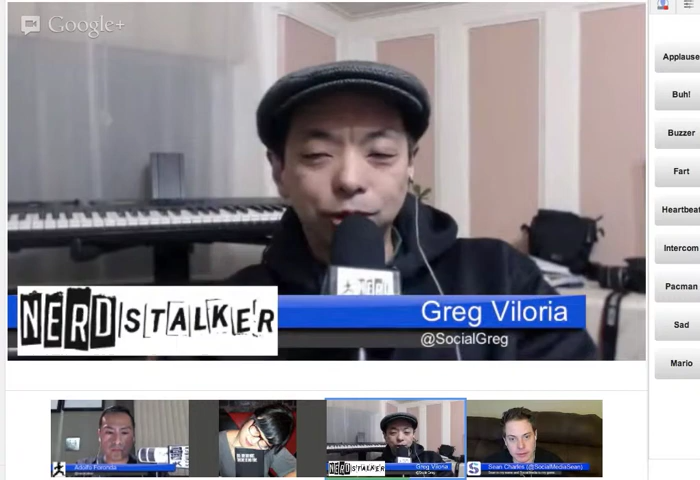 Google+
Applause
Buh!
Buzzer
Fart
Heartbeat
Intercom
Pacman
Sad
Mario
NERDSTALKER
Greg Viloria
@SocialGreg
Adolfo Foronda
NERDSTALKER
Greg Viloria
Sean Charles (@SocialMediaSean)